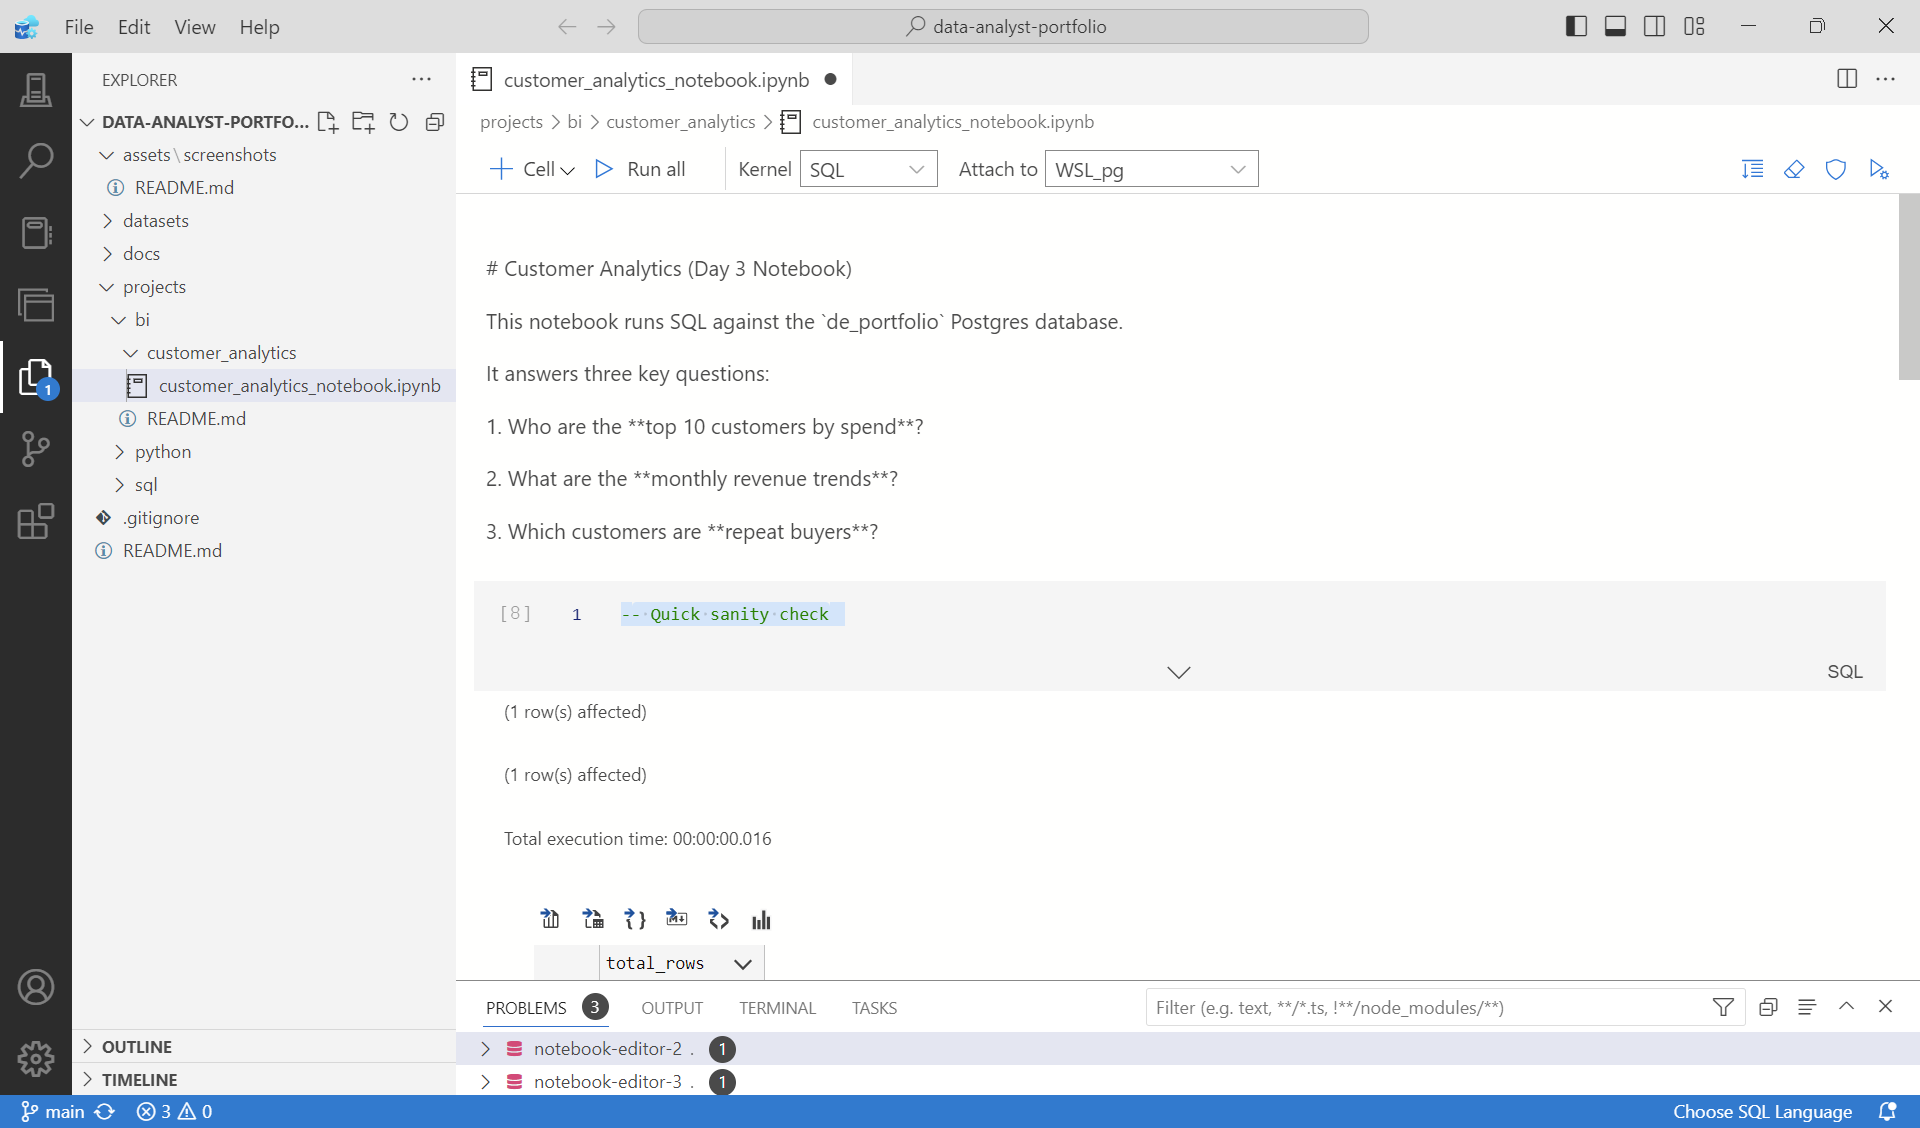 File Edit View Help
data-analyst-portfolio
EXPLORER
DATA-ANALYST-PORTFO...
assets\screenshots
README.md
datasets
docs
projects
bi
customer_analytics
customer_analytics_notebook.ipynb
README.md
python
sql
.gitignore
README.md
OUTLINE
TIMELINE
1
customer_analytics_notebook.ipynb
projects > bi > customer_analytics > customer_analytics_notebook.ipynb
Cell Run all Kernel SQL Attach to WSL_pg
# Customer Analytics (Day 3 Notebook)
This notebook runs SQL against the `de_portfolio` Postgres database.
It answers three key questions:
1. Who are the **top 10 customers by spend**?
2. What are the **monthly revenue trends**?
3. Which customers are **repeat buyers**?
[8] 1 -- Quick sanity check
SQL
(1 row(s) affected)
(1 row(s) affected)
Total execution time: 00:00:00.016
total_rows
PROBLEMS 3 OUTPUT TERMINAL TASKS Filter (e.g. text, **/*.ts, !**/node_modules/**)
notebook-editor-2 . 1
notebook-editor-3 . 1
main 3 0 Choose SQL Language